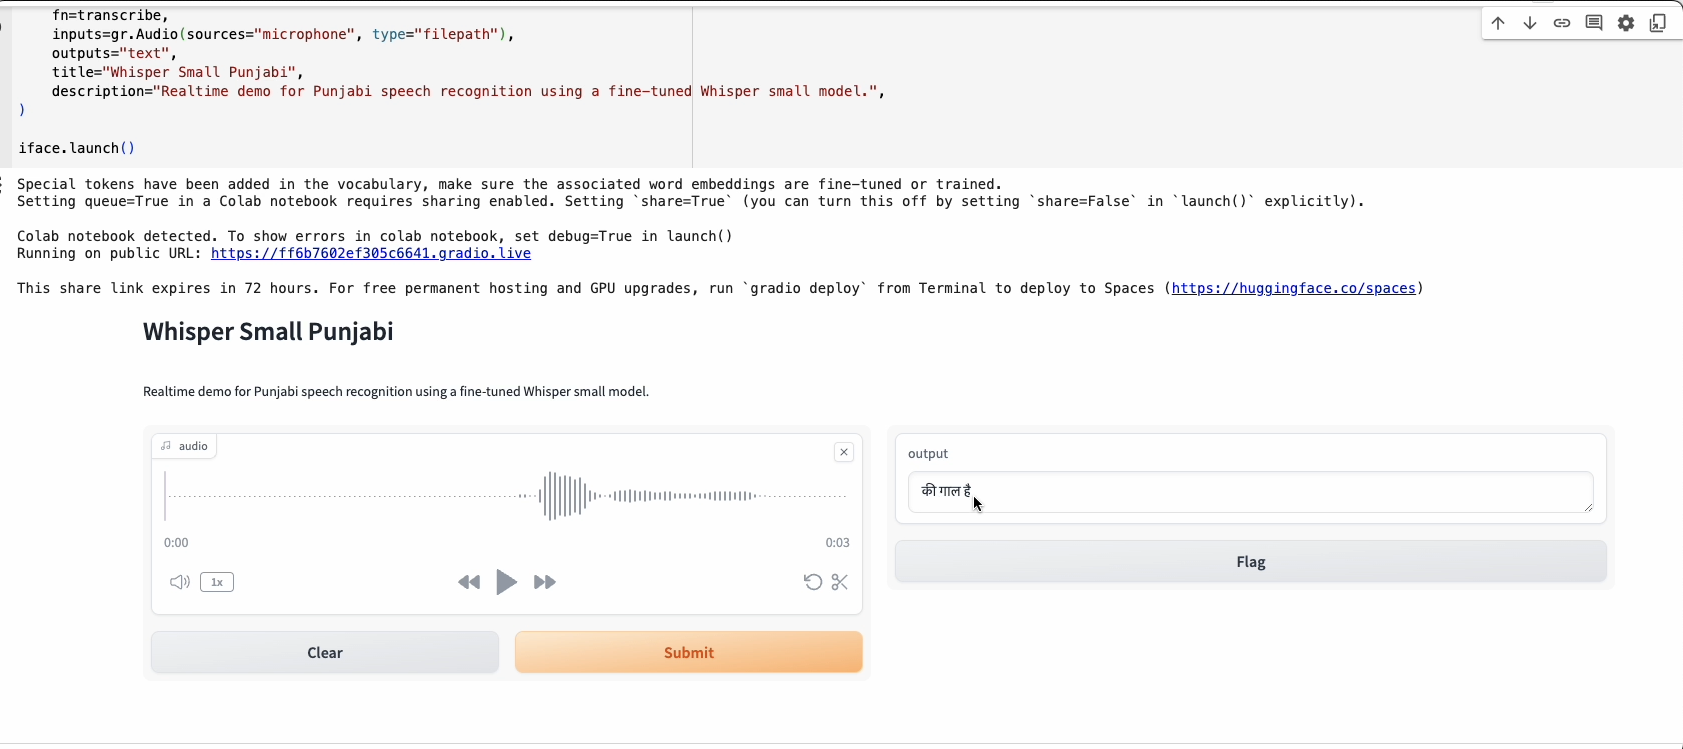 fn=transcribe,
inputs=gr.Audio(sources="microphone", type="filepath"),
outputs="text",
title="Whisper Small Punjabi",
description="Realtime demo for Punjabi speech recognition using a fine-tuned Whisper small model.",
)
iface.launch()
Special tokens have been added in the vocabulary, make sure the associated word embeddings are fine-tuned or trained.
Setting queue=True in a Colab notebook requires sharing enabled. Setting `share=True` (you can turn this off by setting `share=False` in `launch()` explicitly).
Colab notebook detected. To show errors in colab notebook, set debug=True in launch()
Running on public URL: https://ff6b7602ef305c6641.gradio.live
This share link expires in 72 hours. For free permanent hosting and GPU upgrades, run `gradio deploy` from Terminal to deploy to Spaces (https://huggingface.co/spaces)
Whisper Small Punjabi
Realtime demo for Punjabi speech recognition using a fine-tuned Whisper small model.
audio
0:00
0:03
1x
Clear
Submit
output
की गाल है
Flag